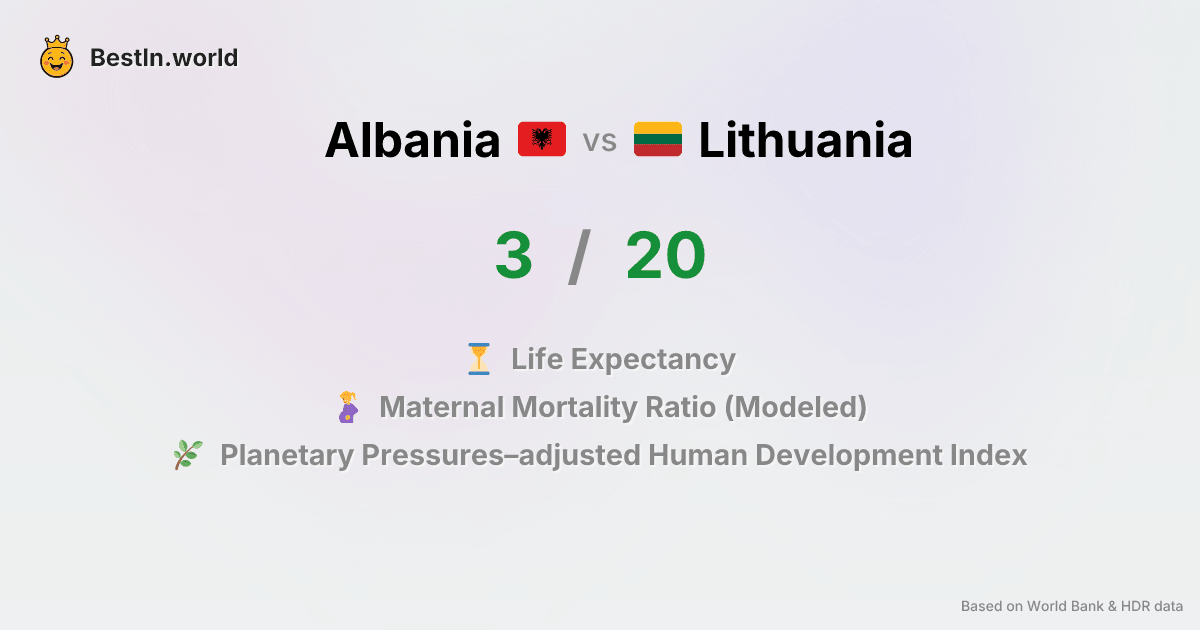 BestIn.world
Albania vs Lithuania
3 / 20
Life Expectancy
Maternal Mortality Ratio (Modeled)
Planetary Pressures–adjusted Human Development Index
Based on World Bank & HDR data